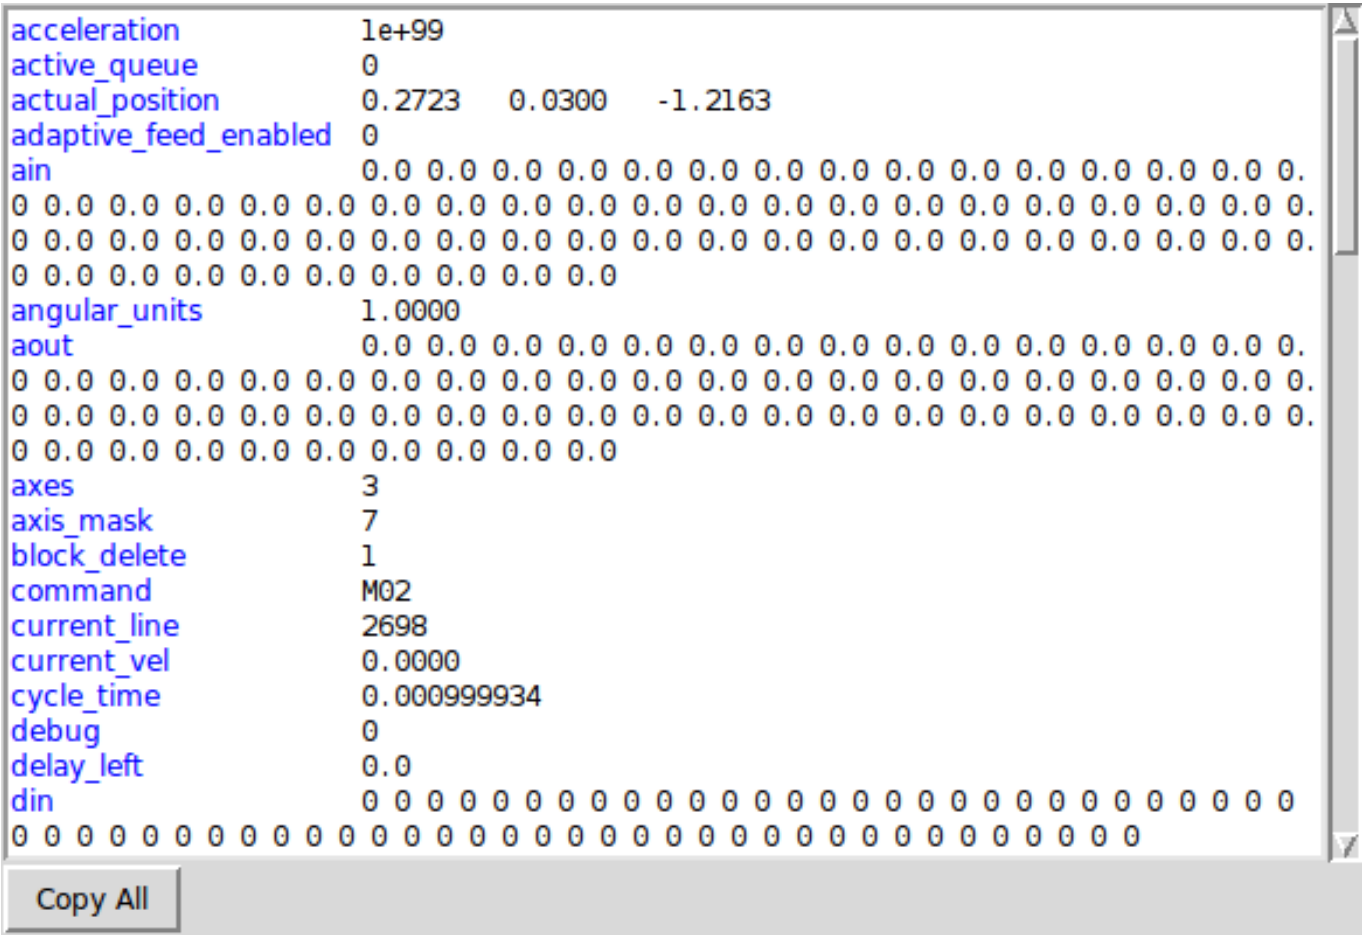 acceleration 1e+99
active_queue 0
actual_position 0.2723 0.0300 -1.2163
adaptive_feed_enabled 0
ain 0.0 0.0 0.0 0.0 0.0 0.0 0.0 0.0 0.0 0.0 0.0 0.0 0.0 0.0 0.
0 0.0 0.0 0.0 0.0 0.0 0.0 0.0 0.0 0.0 0.0 0.0 0.0 0.0 0.0 0.0 0.0 0.0 0.0 0.0 0.
0 0.0 0.0 0.0 0.0 0.0 0.0 0.0 0.0 0.0 0.0 0.0 0.0 0.0 0.0 0.0 0.0 0.0 0.0 0.0 0.
0 0.0 0.0 0.0 0.0 0.0 0.0 0.0 0.0 0.0
angular_units 1.0000
aout 0.0 0.0 0.0 0.0 0.0 0.0 0.0 0.0 0.0 0.0 0.0 0.0 0.0 0.0 0.
0 0.0 0.0 0.0 0.0 0.0 0.0 0.0 0.0 0.0 0.0 0.0 0.0 0.0 0.0 0.0 0.0 0.0 0.0 0.0 0.
0 0.0 0.0 0.0 0.0 0.0 0.0 0.0 0.0 0.0 0.0 0.0 0.0 0.0 0.0 0.0 0.0 0.0 0.0 0.0 0.
0 0.0 0.0 0.0 0.0 0.0 0.0 0.0 0.0 0.0
axes 3
axis_mask 7
block_delete 1
command M02
current_line 2698
current_vel 0.0000
cycle_time 0.000999934
debug 0
delay_left 0.0
din 0 0 0 0 0 0 0 0 0 0 0 0 0 0 0 0 0 0 0 0 0 0 0 0 0 0 0 0 0
0 0 0 0 0 0 0 0 0 0 0 0 0 0 0 0 0 0 0 0 0 0 0 0 0 0 0 0 0 0 0 0 0 0 0
Copy All